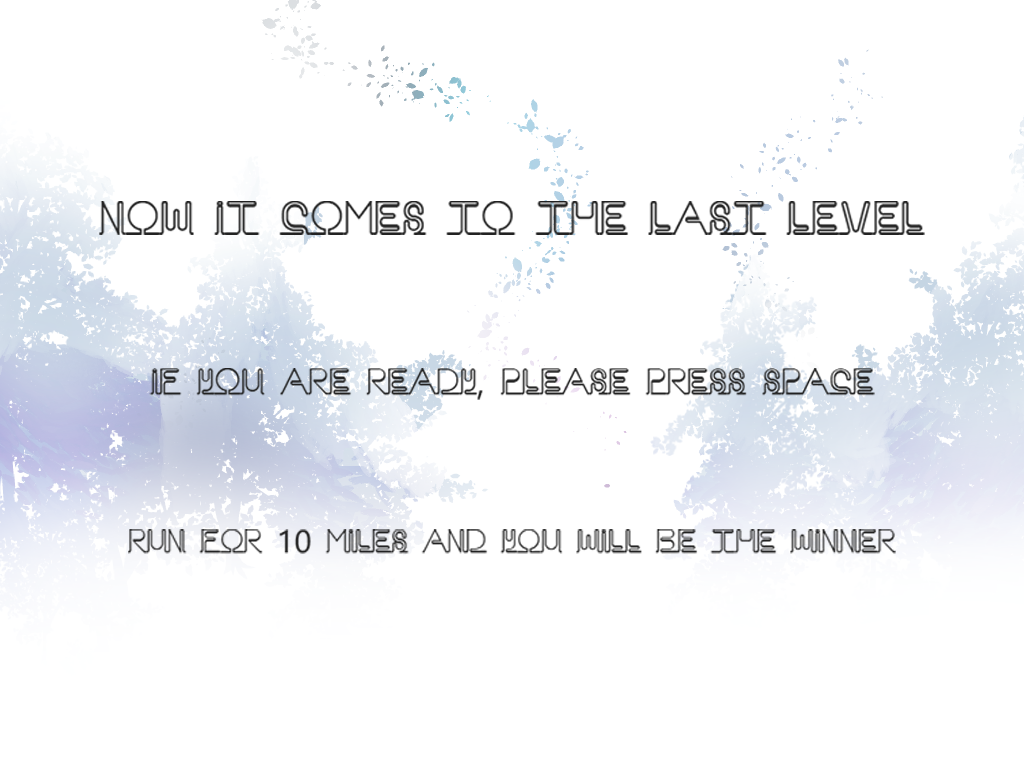 NOW IT COMES TO THE LAST LEVEL
IF YOU ARE READY, PLEASE PRESS SPACE
RUN FOR 10 MILES AND YOU WILL BE THE WINNER